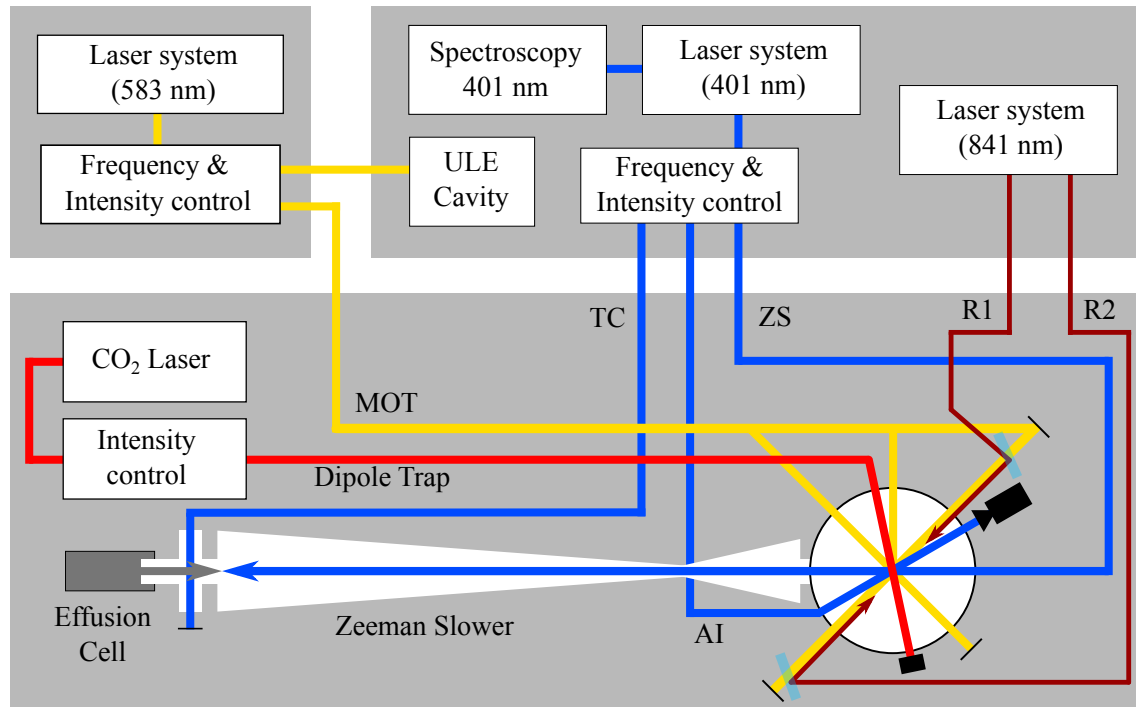 Laser system
(583 nm)
Frequency &
Intensity control
Spectroscopy
401 nm
Laser system
(401 nm)
Laser system
(841 nm)
ULE
Cavity
Frequency &
Intensity control
TC
ZS
R1
R2
CO₂ Laser
MOT
Intensity
control
Dipole Trap
Effusion
Cell
Zeeman Slower
AI